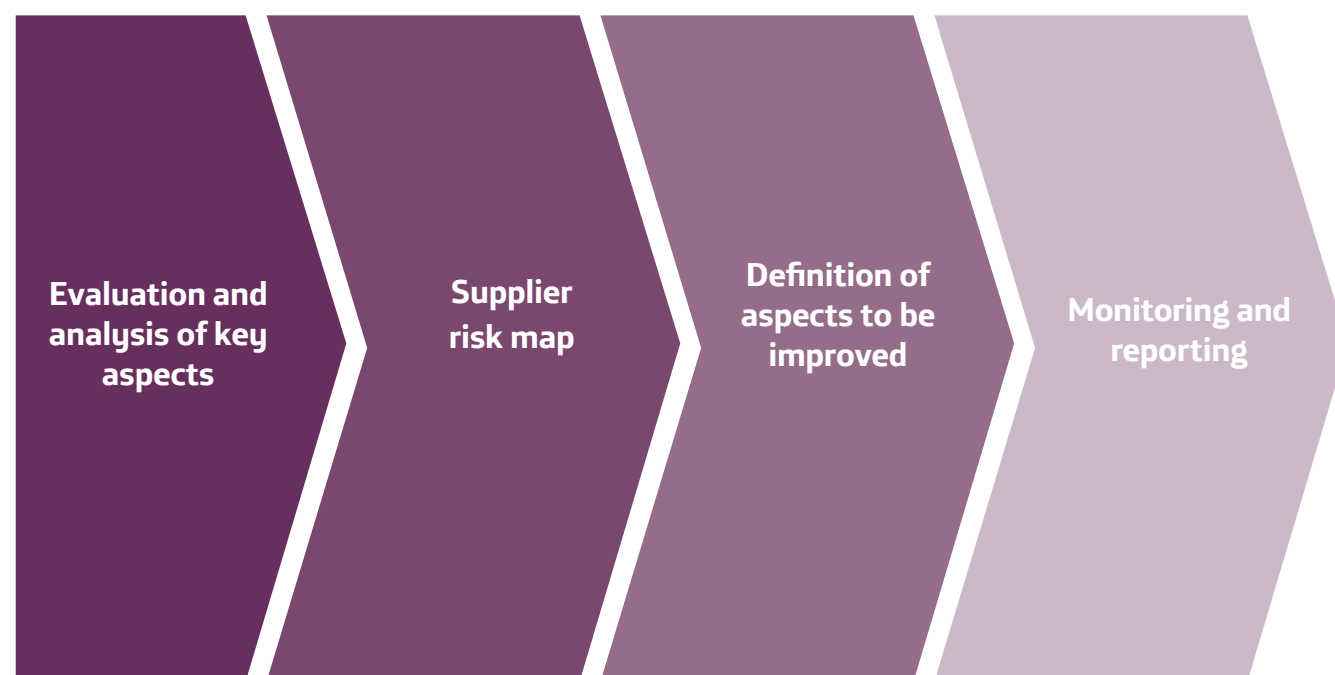 Evaluation and
analysis of key
aspects
Supplier
risk map
Definition of
aspects to be
improved
Monitoring and
reporting